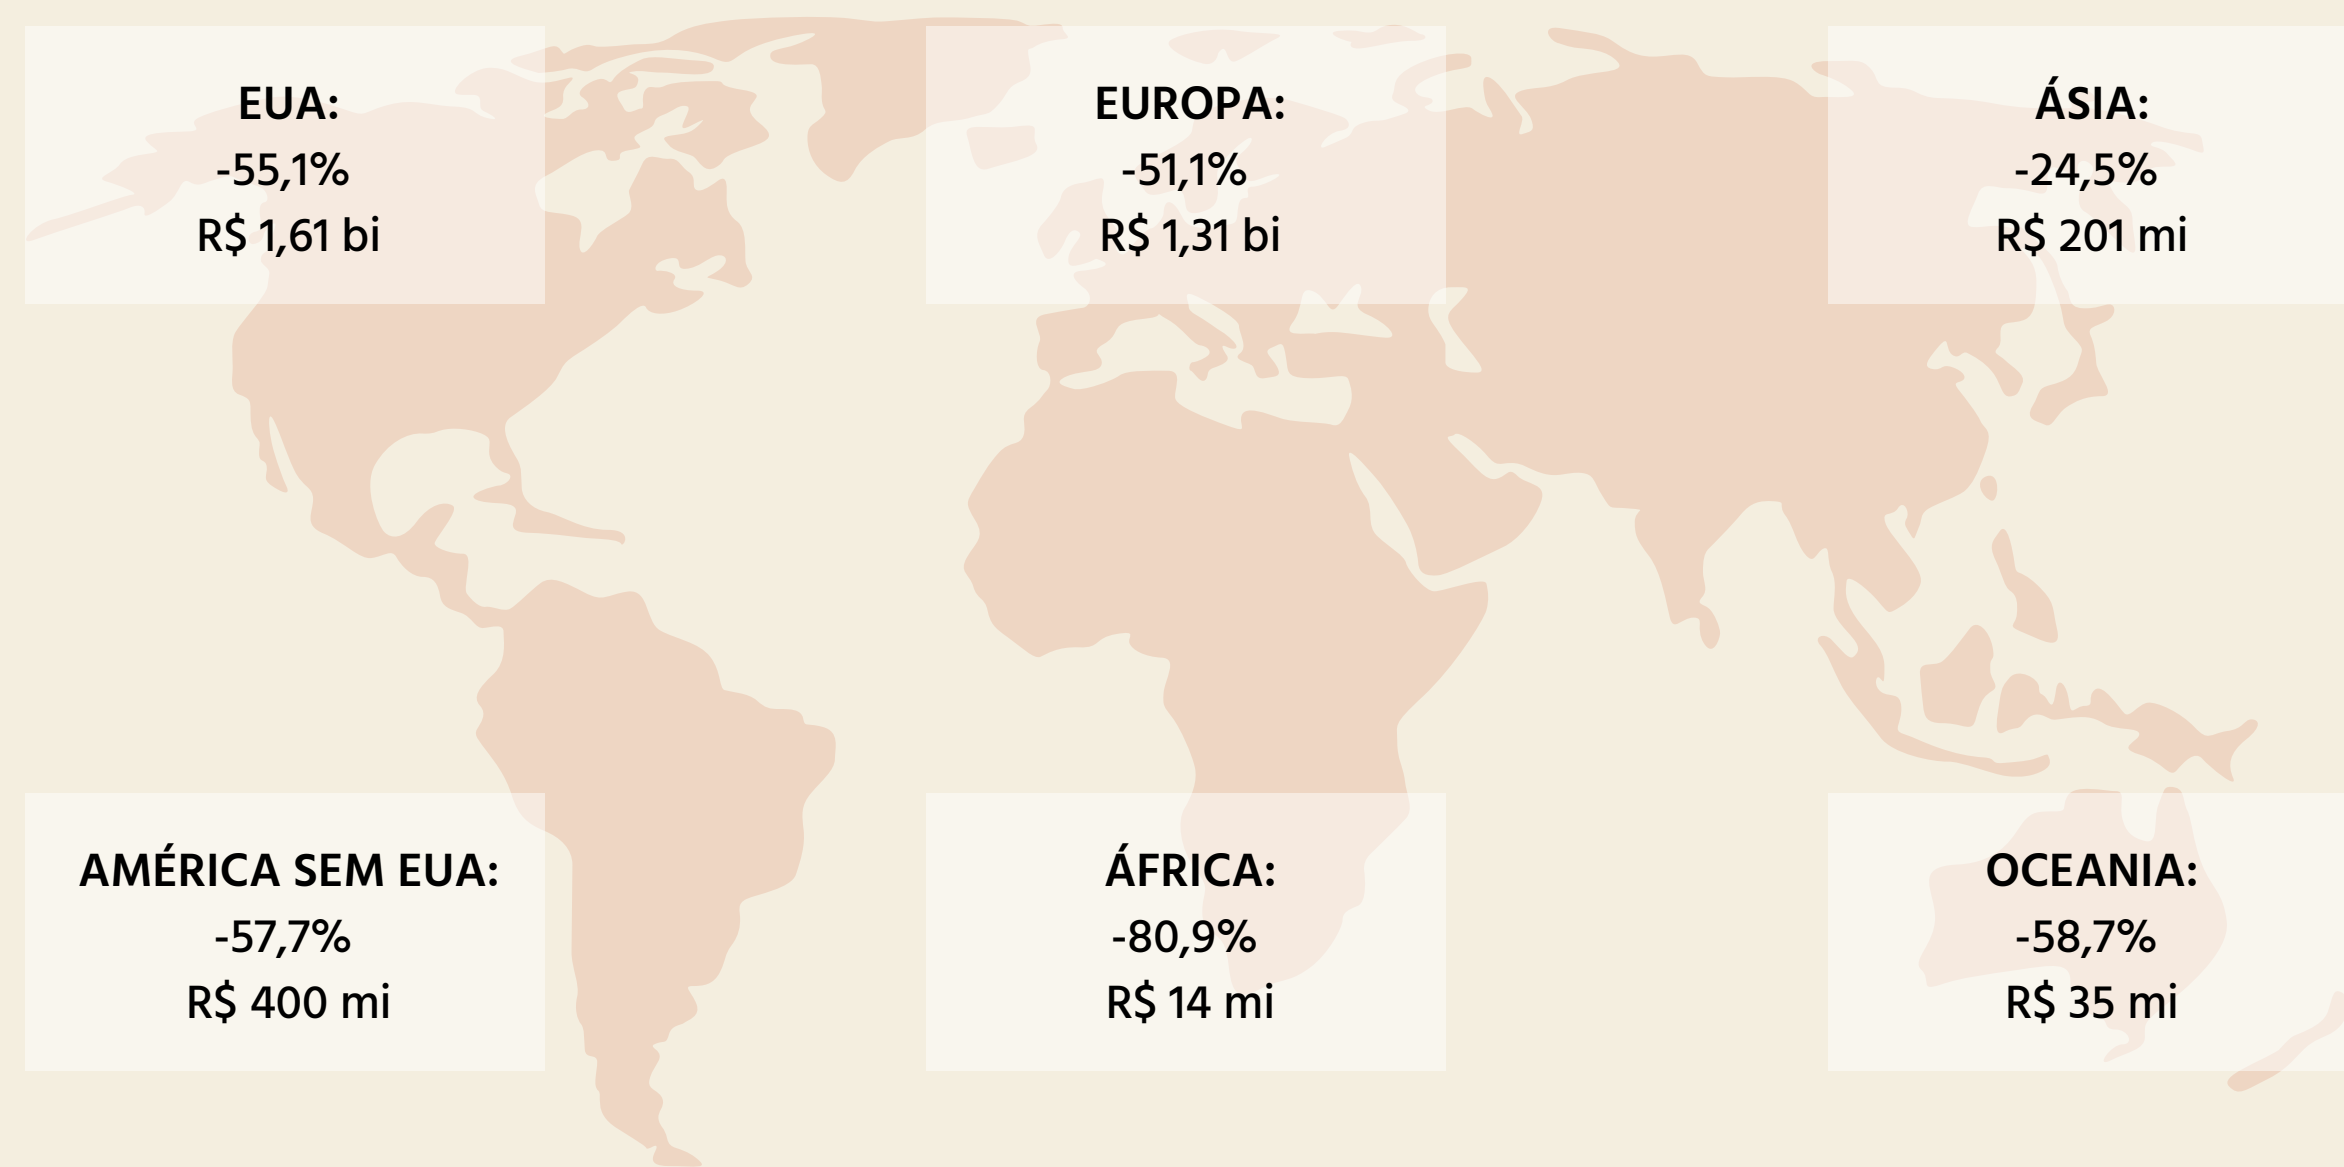 EUA:
-55,1%
R$ 1,61 bi
EUROPA:
-51,1%
R$ 1,31 bi
ÁSIA:
-24,5%
R$ 201 mi
AMÉRICA SEM EUA:
-57,7%
R$ 400 mi
ÁFRICA:
-80,9%
R$ 14 mi
OCEANIA:
-58,7%
R$ 35 mi